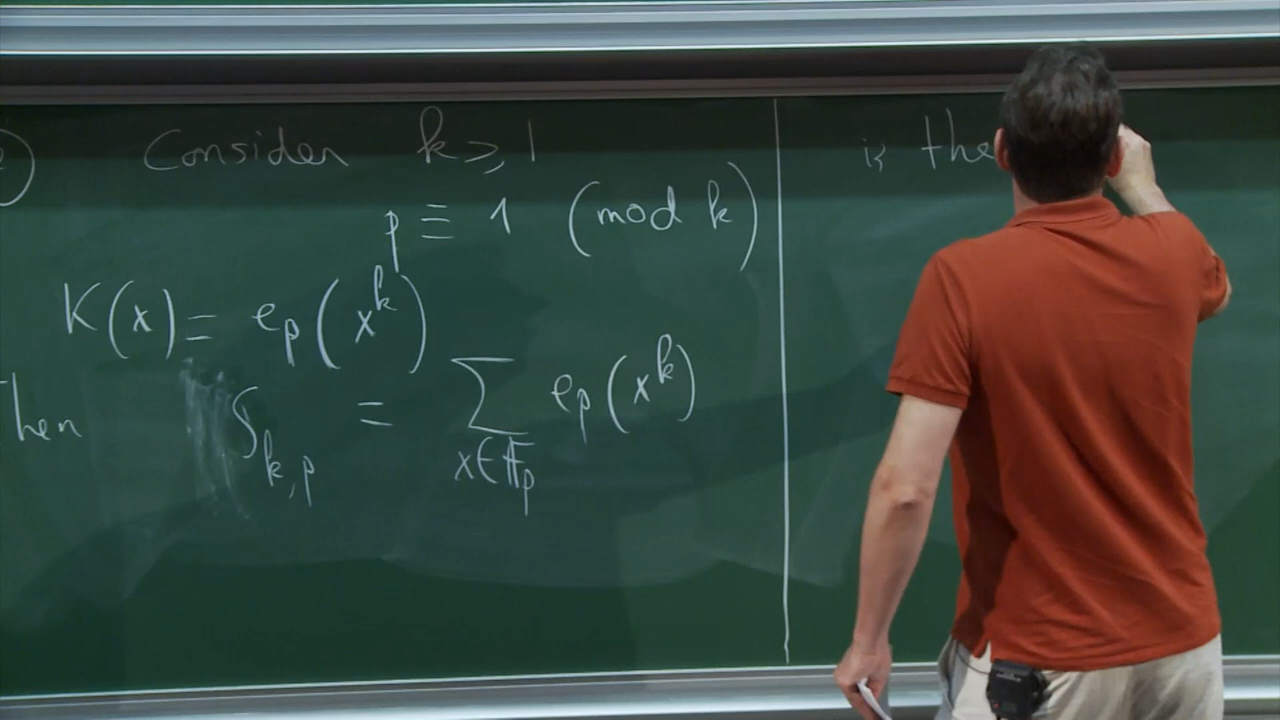 Consider k ≥ 1
p ≡ 1 (mod k)
K(x) = e_p(x^k)
then S_{k,p} = ∑_{x∈𝔽_p} e_p(x^k)
is the